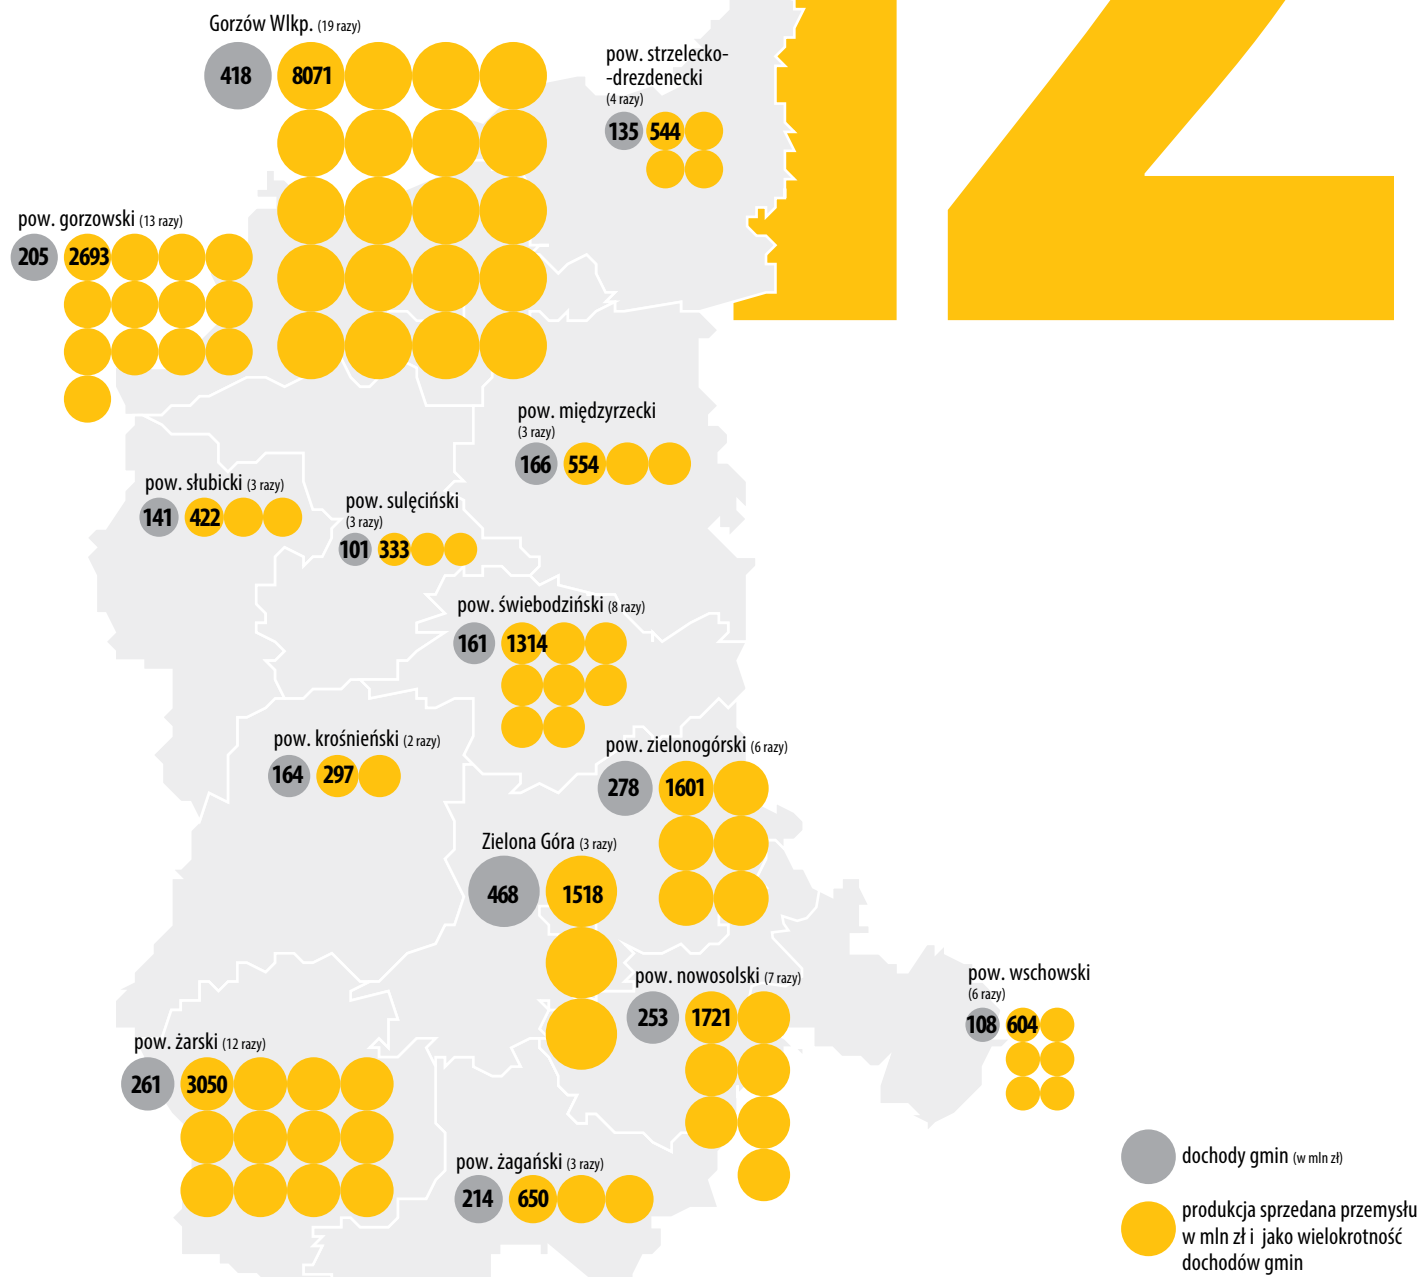 Gorzów Wlkp. (19 razy)
418 8071
pow. strzelecko-
-drezdenecki
(4 razy)
135 544
pow. gorzowski (13 razy)
205 2693
pow. międzyrzecki
(3 razy)
166 554
pow. słubicki (3 razy)
141 422
pow. sulęciński
(3 razy)
101 333
pow. świebodziński (8 razy)
161 1314
pow. krośnieński (2 razy)
164 297
pow. zielonogórski (6 razy)
278 1601
Zielona Góra (3 razy)
468 1518
pow. nowosolski (7 razy)
253 1721
pow. wschowski
(6 razy)
108 604
pow. żarski (12 razy)
261 3050
pow. żagański (3 razy)
214 650
dochody gmin (w mln zł)
produkcja sprzedana przemysłu
w mln zł i jako wielokrotność
dochodów gmin